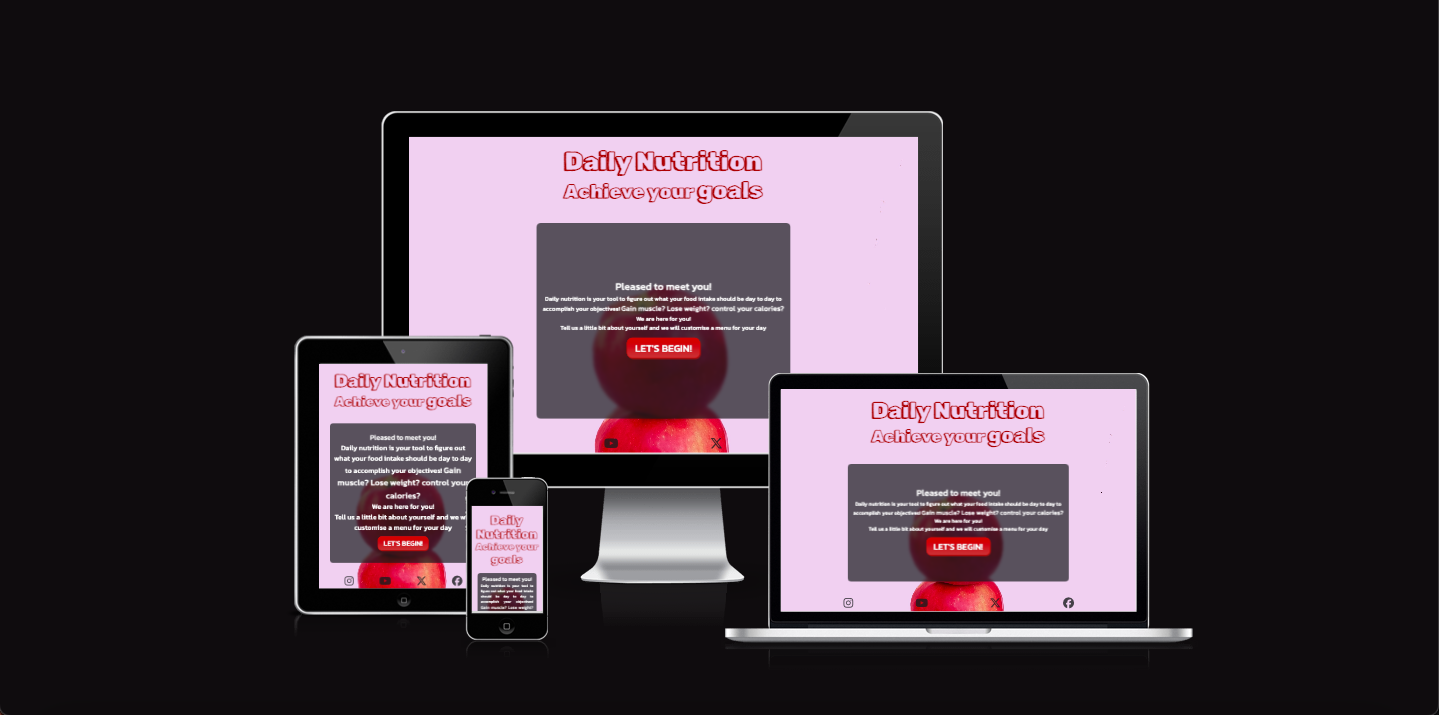 Daily Nutrition
Achieve your goals
Pleased to meet you!
Daily nutrition is your tool to figure out what your food intake should be day to day to
accomplish your objectives! Gain muscle? Lose weight? control your calories?
We are here for you!
Tell us a little bit about yourself and we will customise a menu for your day
LET'S BEGIN!
Daily Nutrition
Achieve your goals
Pleased to meet you!
Daily nutrition is your tool to figure out
what your food intake should be day to day
to accomplish your objectives! Gain
muscle? Lose weight? control your
calories?
We are here for you!
Tell us a little bit about yourself and we
customise a menu for your day
LET'S BEGIN!
Daily
Nutrition
Achieve your
goals
Pleased to meet you!
Daily nutrition is your tool to
figure out what your food intake
should be day to day to
accomplish your objectives!
Gain muscle? Lose weight?
Daily Nutrition
Achieve your goals
Pleased to meet you!
Daily nutrition is your tool to figure out what your food intake should be day to day to
accomplish your objectives! Gain muscle? Lose weight? control your calories?
We are here for you!
Tell us a little bit about yourself and we will customise a menu for your day
LET'S BEGIN!